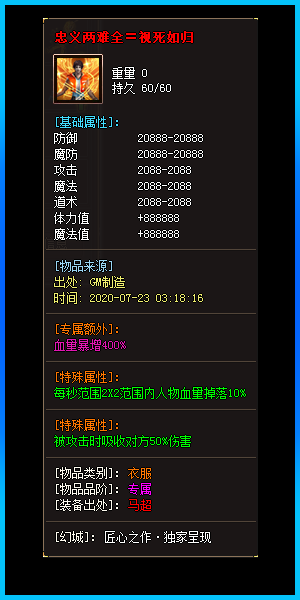 忠义两难全＝视死如归
重量 0
持久 60/60
[基础属性]:
防御 20888-20888
魔防 20888-20888
攻击 2088-2088
魔法 2088-2088
道术 2088-2088
体力值 +888888
魔法值 +888888
[物品来源]
出处: GM制造
时间: 2020-07-23 03:18:16
[专属额外]:
血量暴增400%
[特殊属性]:
每秒范围2X2范围内人物血量掉落10%
[特殊属性]:
被攻击时吸收对方50%伤害
[物品类别]: 衣服
[物品品阶]: 专属
[装备出处]: 马超
[幻城]: 匠心之作·独家呈现